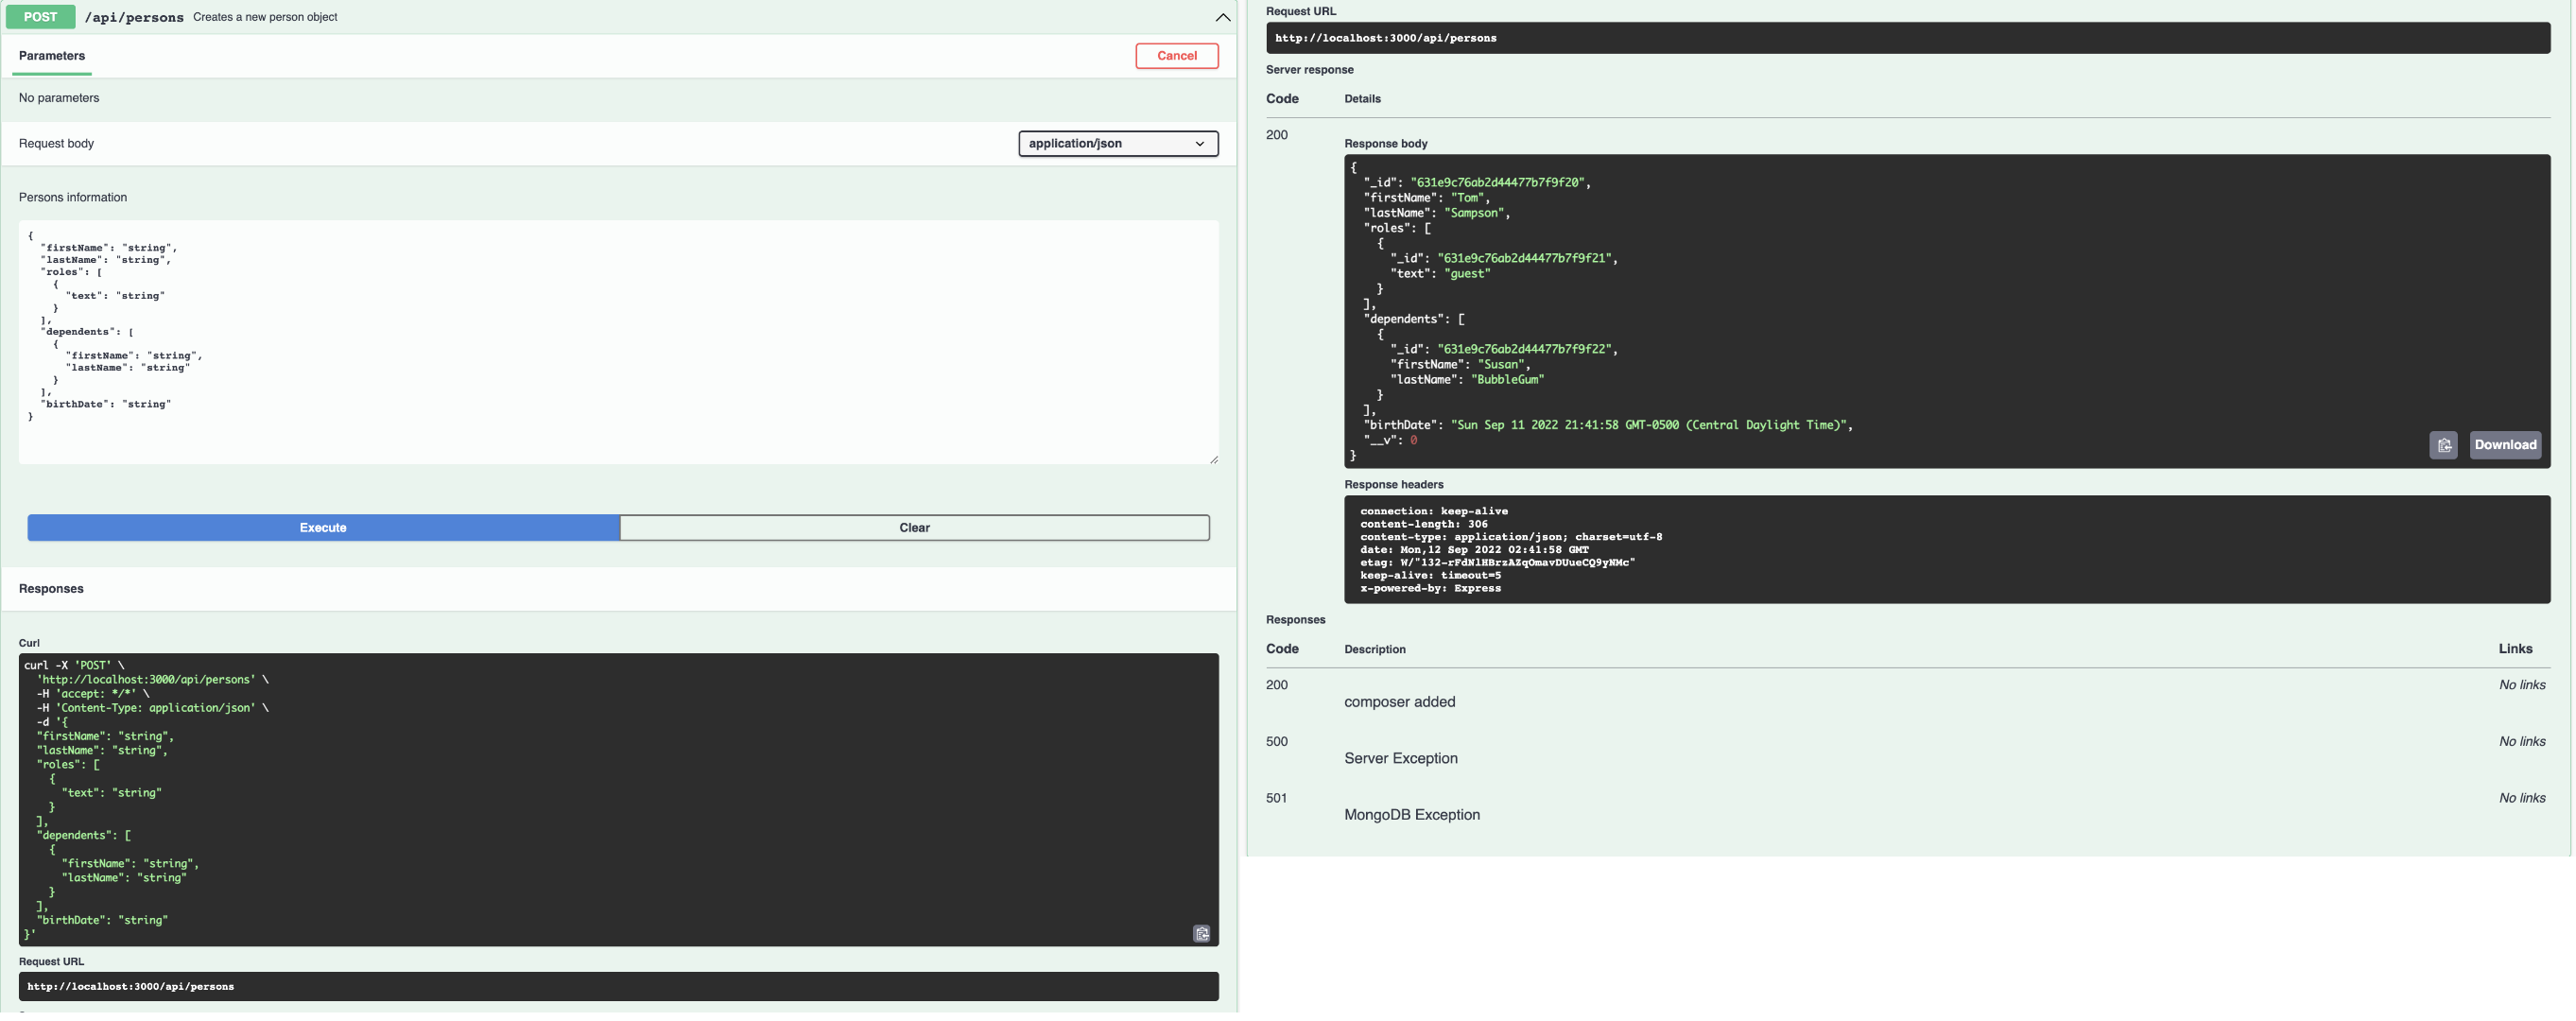 POST /api/persons Creates a new person object
Parameters
Cancel
No parameters
Request body
application/json
Persons information
{
  "firstName": "string",
  "lastName": "string",
  "roles": [
    {
      "text": "string"
    }
  ],
  "dependents": [
    {
      "firstName": "string",
      "lastName": "string"
    }
  ],
  "birthDate": "string"
}
Execute
Clear
Responses
Curl
curl -X 'POST' \
  'http://localhost:3000/api/persons' \
  -H 'accept: */*' \
  -H 'Content-Type: application/json' \
  -d '{
  "firstName": "string",
  "lastName": "string",
  "roles": [
    {
      "text": "string"
    }
  ],
  "dependents": [
    {
      "firstName": "string",
      "lastName": "string"
    }
  ],
  "birthDate": "string"
}'
Request URL
http://localhost:3000/api/persons
Request URL
http://localhost:3000/api/persons
Server response
Code Details
200
Response body
{
  "_id": "631e9c76ab2d44477b7f9f20",
  "firstName": "Tom",
  "lastName": "Sampson",
  "roles": [
    {
      "_id": "631e9c76ab2d44477b7f9f21",
      "text": "guest"
    }
  ],
  "dependents": [
    {
      "_id": "631e9c76ab2d44477b7f9f22",
      "firstName": "Susan",
      "lastName": "BubbleGum"
    }
  ],
  "birthDate": "Sun Sep 11 2022 21:41:58 GMT-0500 (Central Daylight Time)",
  "__v": 0
}
Download
Response headers
connection: keep-alive
content-length: 306
content-type: application/json; charset=utf-8
date: Mon,12 Sep 2022 02:41:58 GMT
etag: W/"132-rFdNlHBrzAZqOmavDUueCQ9yNMc"
keep-alive: timeout=5
x-powered-by: Express
Responses
Code Description Links
200 No links
composer added
500 No links
Server Exception
501 No links
MongoDB Exception